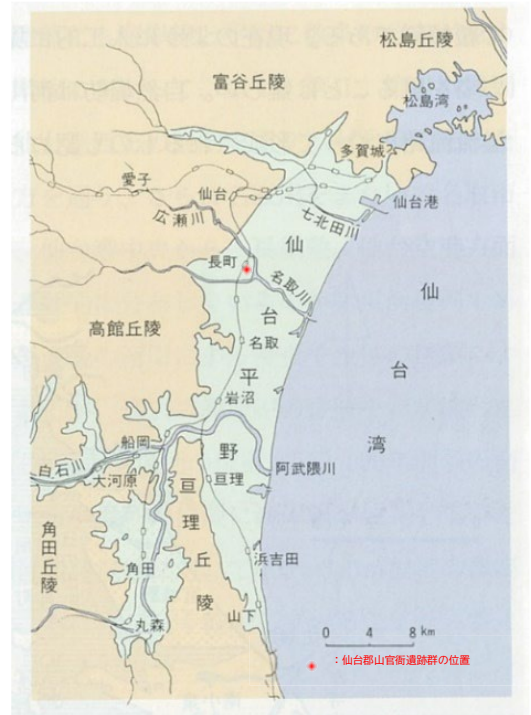 松島丘陵
富谷丘陵
松島湾
多賀城
愛子
仙台
仙台港
広瀬川
七北田川
仙台平野
長町
名取川
仙台湾
高舘丘陵
名取
岩沼
船岡
白石川
大河原
亘理
阿武隈川
亘理丘陵
角田丘陵
浜吉田
角田
山下
丸森
0 4 8 km
:仙台郡山官衙遺跡群の位置